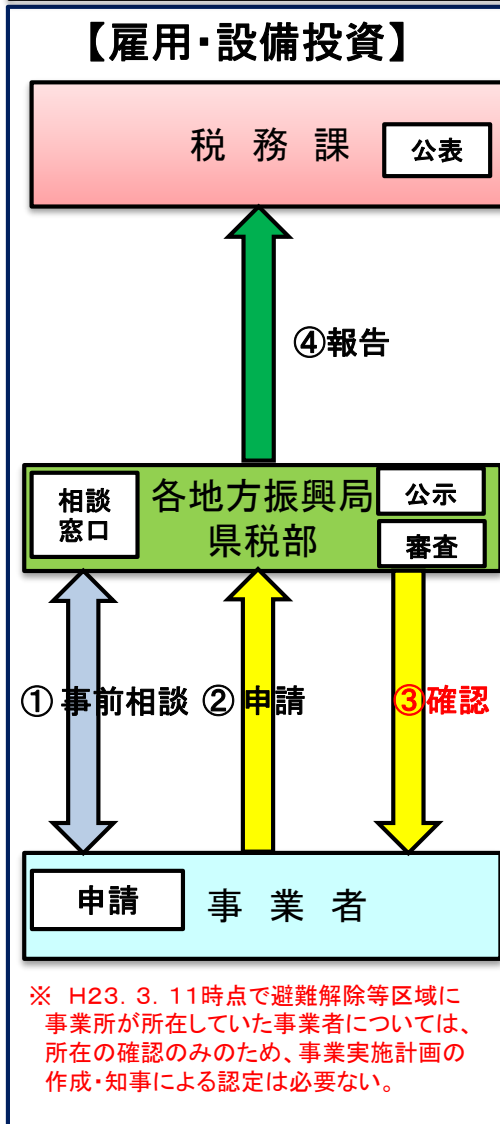 【雇用・設備投資】
税務課
公表
④報告
相談
窓口
各地方振興局
県税部
公示
審査
① 事前相談
② 申請
③確認
申請
事業者
※ H23. 3. 11時点で避難解除等区域に
事業所が所在していた事業者については、
所在の確認のみのため、事業実施計画の
作成・知事による認定は必要ない。